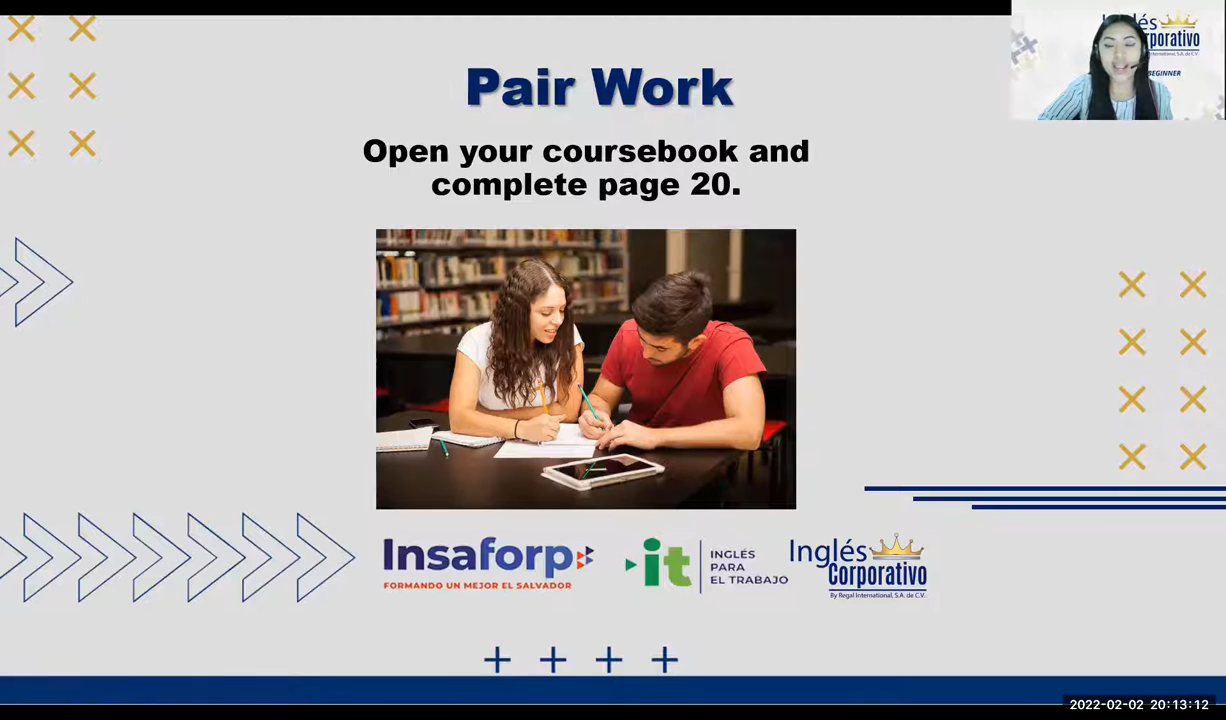 Pair Work
Open your coursebook and
complete page 20.
Inglés
Corporativo
BEGINNER
Insaforp
FORMANDO UN MEJOR EL SALVADOR
it
INGLÉS
PARA
EL TRABAJO
Inglés
Corporativo
By Regal International, S.A. de C.V.
2022-02-02 20:13:12